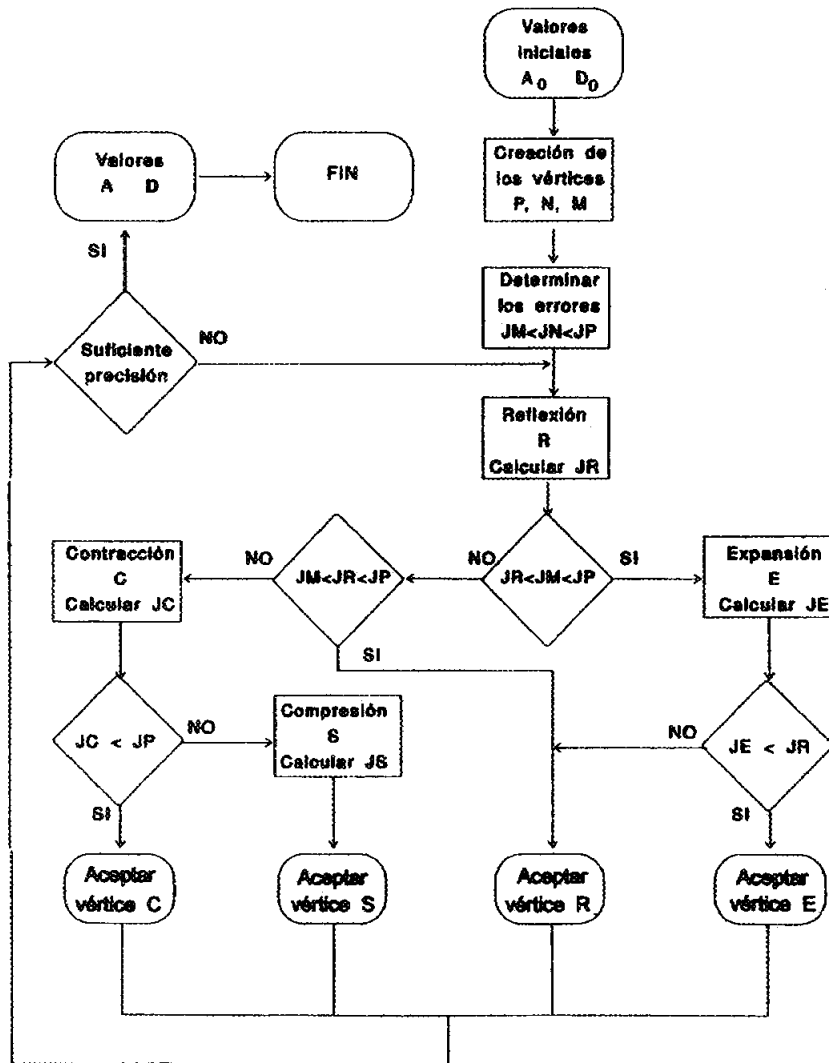 Valores
iniciales
A₀ D₀
Creación de
los vértices
P, N, M
Determinar
los errores
JM<JN<JP
Valores
A D
FIN
SI
Suficiente
precisión
NO
Reflexión
R
Calcular JR
JR<JM<JP
NO
SI
JM<JR<JP
NO
SI
Contracción
C
Calcular JC
Expansión
E
Calcular JE
JC < JP
NO
SI
Compresión
S
Calcular JS
JE < JR
NO
SI
Aceptar
vértice C
Aceptar
vértice S
Aceptar
vértice R
Aceptar
vértice E